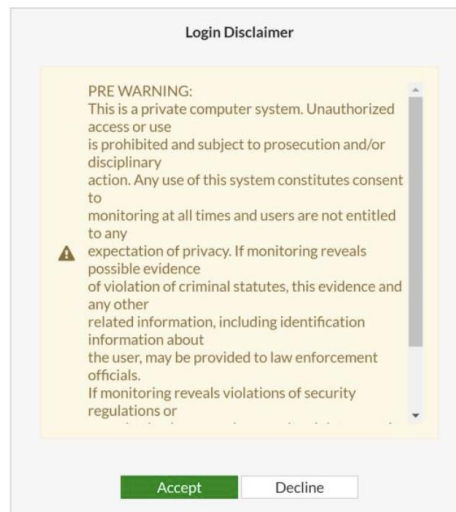 Login Disclaimer
PRE WARNING:
This is a private computer system. Unauthorized
access or use
is prohibited and subject to prosecution and/or
disciplinary
action. Any use of this system constitutes consent
to
monitoring at all times and users are not entitled
to any
expectation of privacy. If monitoring reveals
possible evidence
of violation of criminal statutes, this evidence and
any other
related information, including identification
information about
the user, may be provided to law enforcement
officials.
If monitoring reveals violations of security
regulations or
Accept
Decline